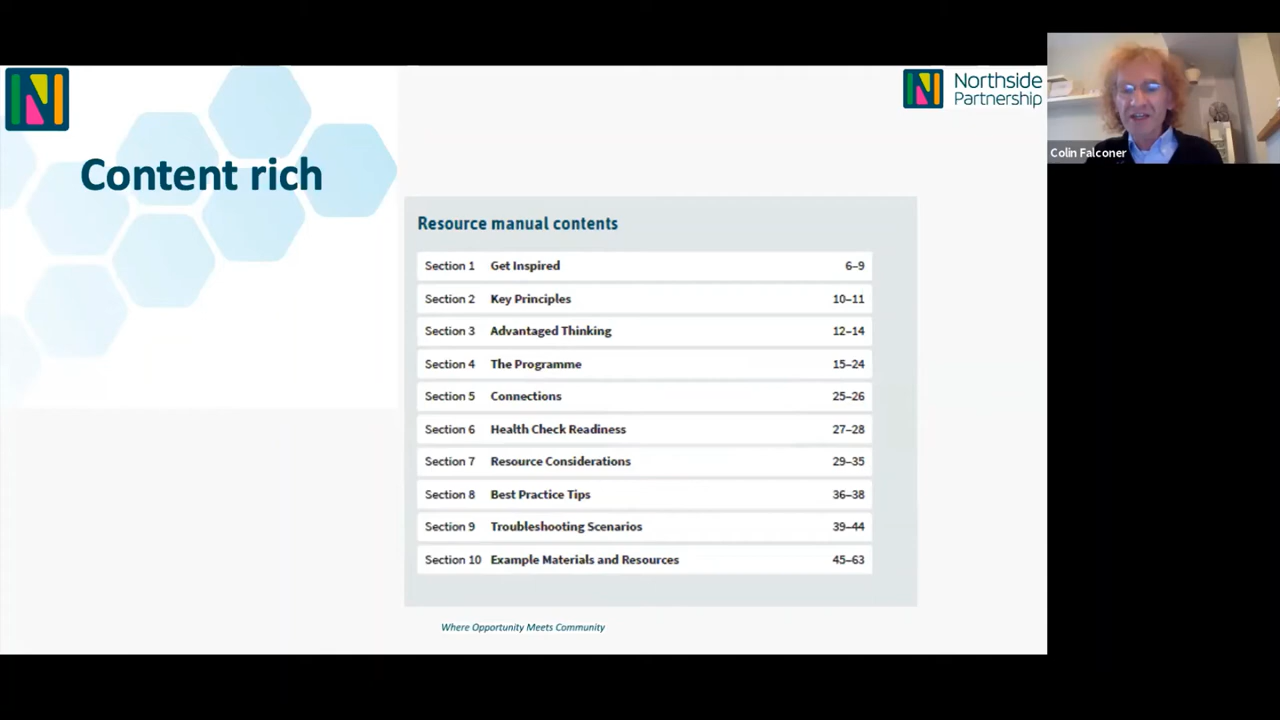 Content rich
Northside
Partnership
Colin Falconer
Resource manual contents
Section 1 Get Inspired 6–9
Section 2 Key Principles 10–11
Section 3 Advantaged Thinking 12–14
Section 4 The Programme 15–24
Section 5 Connections 25–26
Section 6 Health Check Readiness 27–28
Section 7 Resource Considerations 29–35
Section 8 Best Practice Tips 36–38
Section 9 Troubleshooting Scenarios 39–44
Section 10 Example Materials and Resources 45–63
Where Opportunity Meets Community